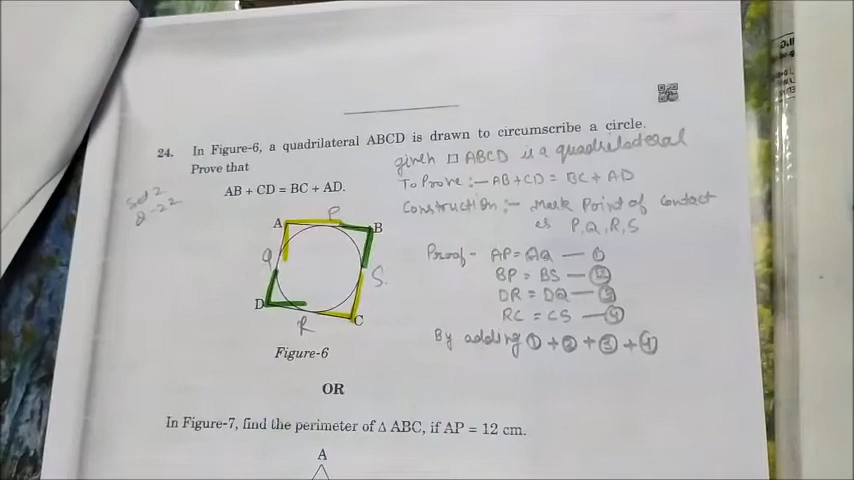 24. In Figure-6, a quadrilateral ABCD is drawn to circumscribe a circle.
Prove that
AB + CD = BC + AD.
set 2
Q-22
given □ ABCD is a quadrilateral
To Prove :- AB+CD = BC + AD
Construction :- Mark Point of contact
as P,Q,R,S
Proof- AP = AQ — ①
BP = BS — ②
DR = DQ — ③
RC = CS — ④
By adding ① + ② + ③ + ④
A P B
Q S.
D R C
Figure-6
OR
In Figure-7, find the perimeter of Δ ABC, if AP = 12 cm.
A